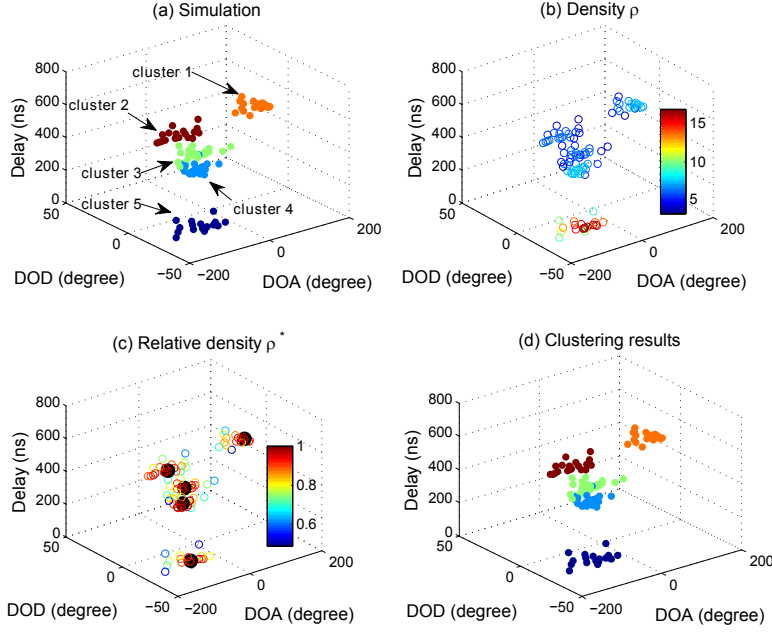 (a) Simulation
cluster 1
cluster 2
cluster 3
cluster 4
cluster 5
800
600
400
200
0
Delay (ns)
50
0
−50
DOD (degree)
−200
0
200
DOA (degree)
(b) Density ρ
800
600
400
200
0
Delay (ns)
50
0
−50
DOD (degree)
−200
0
200
DOA (degree)
15
10
5
(c) Relative density ρ*
800
600
400
200
0
Delay (ns)
50
0
−50
DOD (degree)
−200
0
200
DOA (degree)
1
0.8
0.6
(d) Clustering results
800
600
400
200
0
Delay (ns)
50
0
−50
DOD (degree)
−200
0
200
DOA (degree)